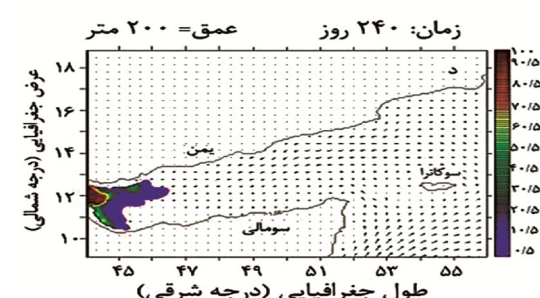 زمان: ۲۴۰ روز عمق= ۲۰۰ متر
عرض جغرافیایی (درجه شمالی)
۱۸
۱۶
۱۴
۱۲
۱۰
د
یمن
سوکاترا
سومالی
۴۵ ۴۷ ۴۹ ۵۱ ۵۳ ۵۵
طول جغرافیایی (درجه شرقی)
۱۰۰
۹۰/۵
۸۰/۵
۷۰/۵
۶۰/۵
۵۰/۵
۴۰/۵
۳۰/۵
۲۰/۵
۱۰/۵
۰/۵